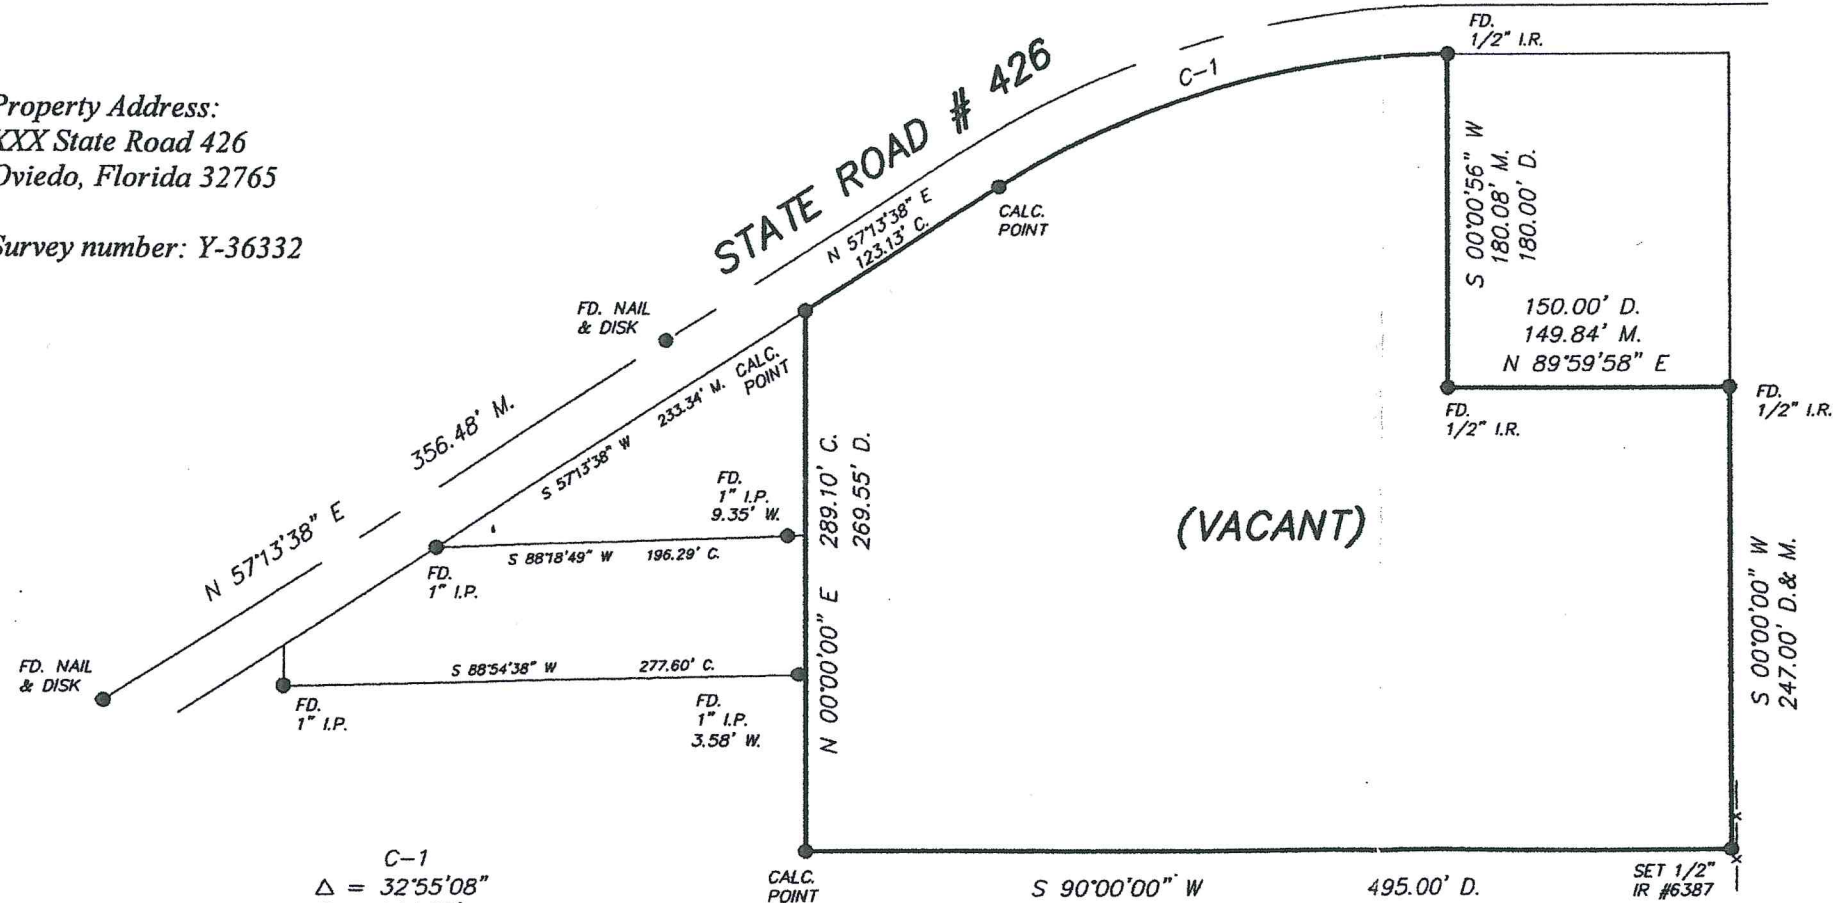 Property Address:
XXX State Road 426
Oviedo, Florida 32765
Survey number: Y-36332
FD.
1/2" I.R.
C-1
STATE ROAD # 426
N 57°13'38" E
123.13' C.
CALC.
POINT
S 00°00'56" W
180.08' M.
180.00' D.
150.00' D.
149.84' M.
N 89°59'58" E
FD.
1/2" I.R.
FD.
1/2" I.R.
FD. NAIL
& DISK
356.48' M.
N 57°13'38" E
S 57°13'38" W 233.34' M.
CALC.
POINT
FD.
1" I.P.
9.35' W.
S 88°18'49" W 196.29' C.
FD.
1" I.P.
N 00°00'00" E 289.10' C.
269.55' D.
(VACANT)
S 00°00'00" W
247.00' D.& M.
FD. NAIL
& DISK
S 88°54'38" W 277.60' C.
FD.
1" I.P.
FD.
1" I.P.
3.58' W.
C-1
Δ = 32°55'08"
CALC.
POINT
S 90°00'00" W 495.00' D.
SET 1/2"
IR #6387